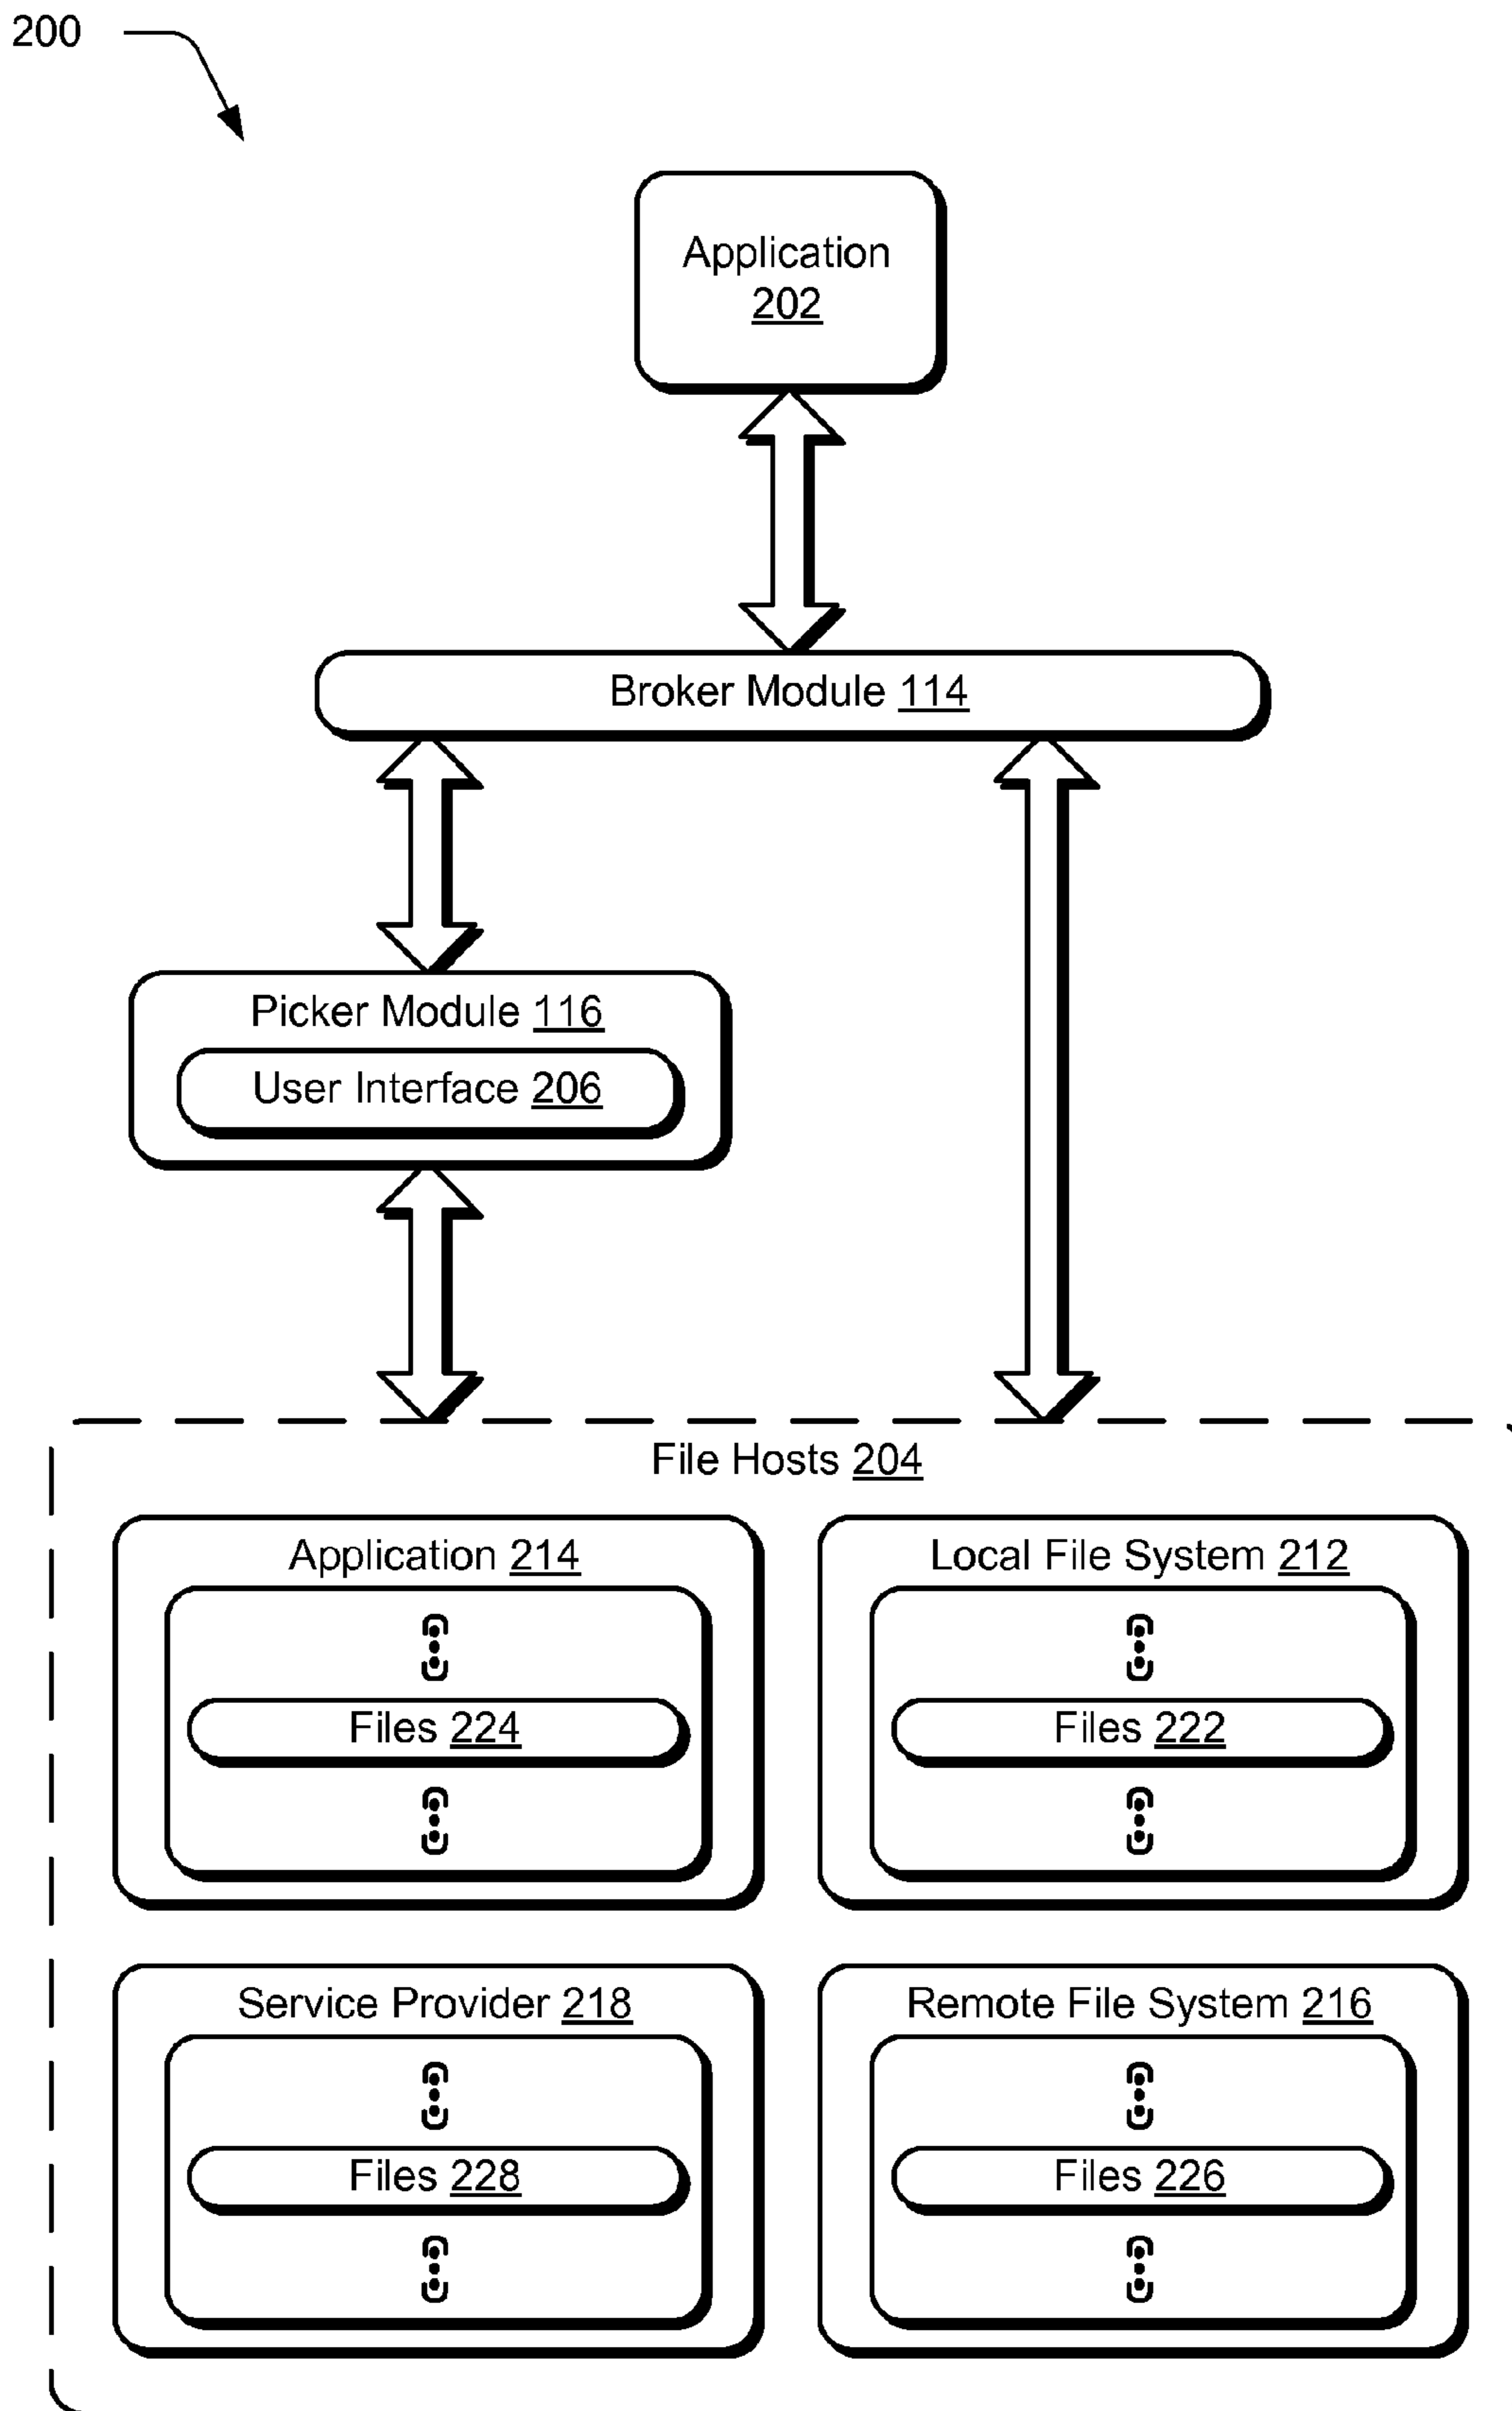 200
Application
202
Broker Module 114
Picker Module 116
User Interface 206
File Hosts 204
Application 214
Files 224
Local File System 212
Files 222
Service Provider 218
Files 228
Remote File System 216
Files 226